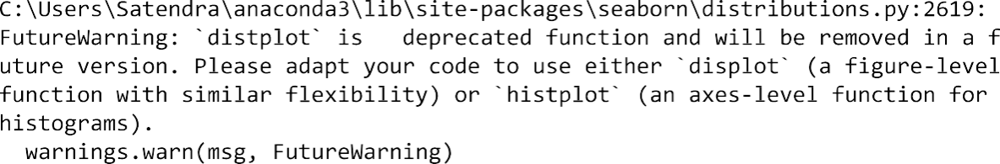 C:\Users\Satendra\anaconda3\lib\site-packages\seaborn\distributions.py:2619:
FutureWarning: `distplot` is   deprecated function and will be removed in a f
uture version. Please adapt your code to use either `displot` (a figure-level
function with similar flexibility) or `histplot` (an axes-level function for
histograms).
  warnings.warn(msg, FutureWarning)